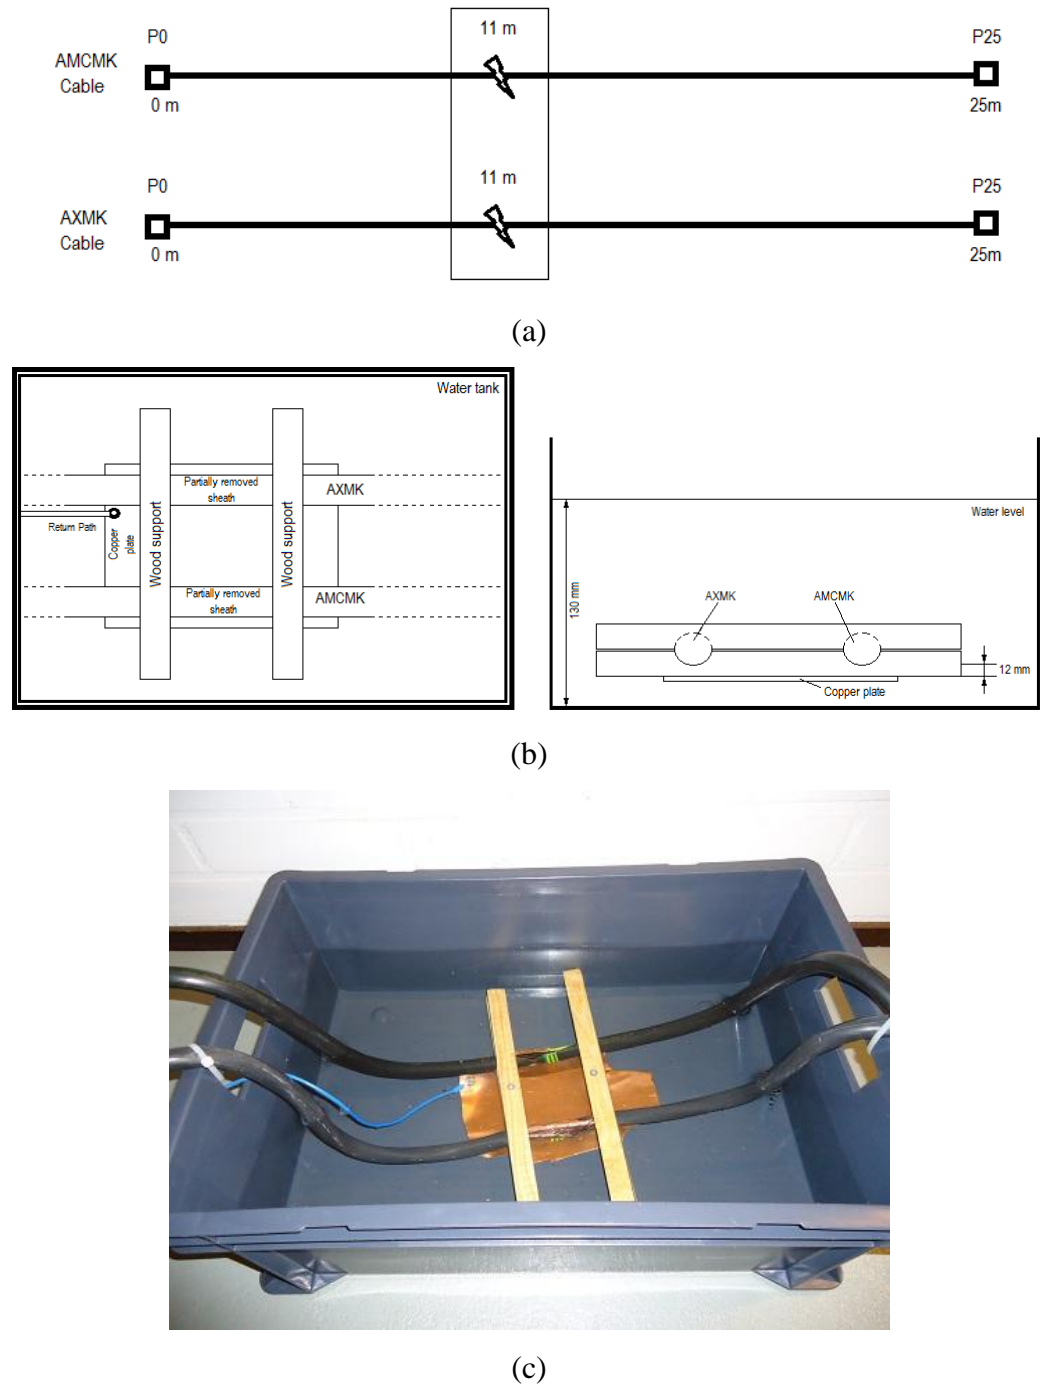 11 m
P0
P25
AMCMK
Cable
0 m
25m
11 m
P0
P25
AXMK
Cable
0 m
25m
(a)
Water tank
Partially removed
sheath
AXMK
Return Path
Copper
plate
Wood support
Wood support
Partially removed
sheath
AMCMK
Water level
130 mm
AXMK
AMCMK
12 mm
Copper plate
(b)
(c)